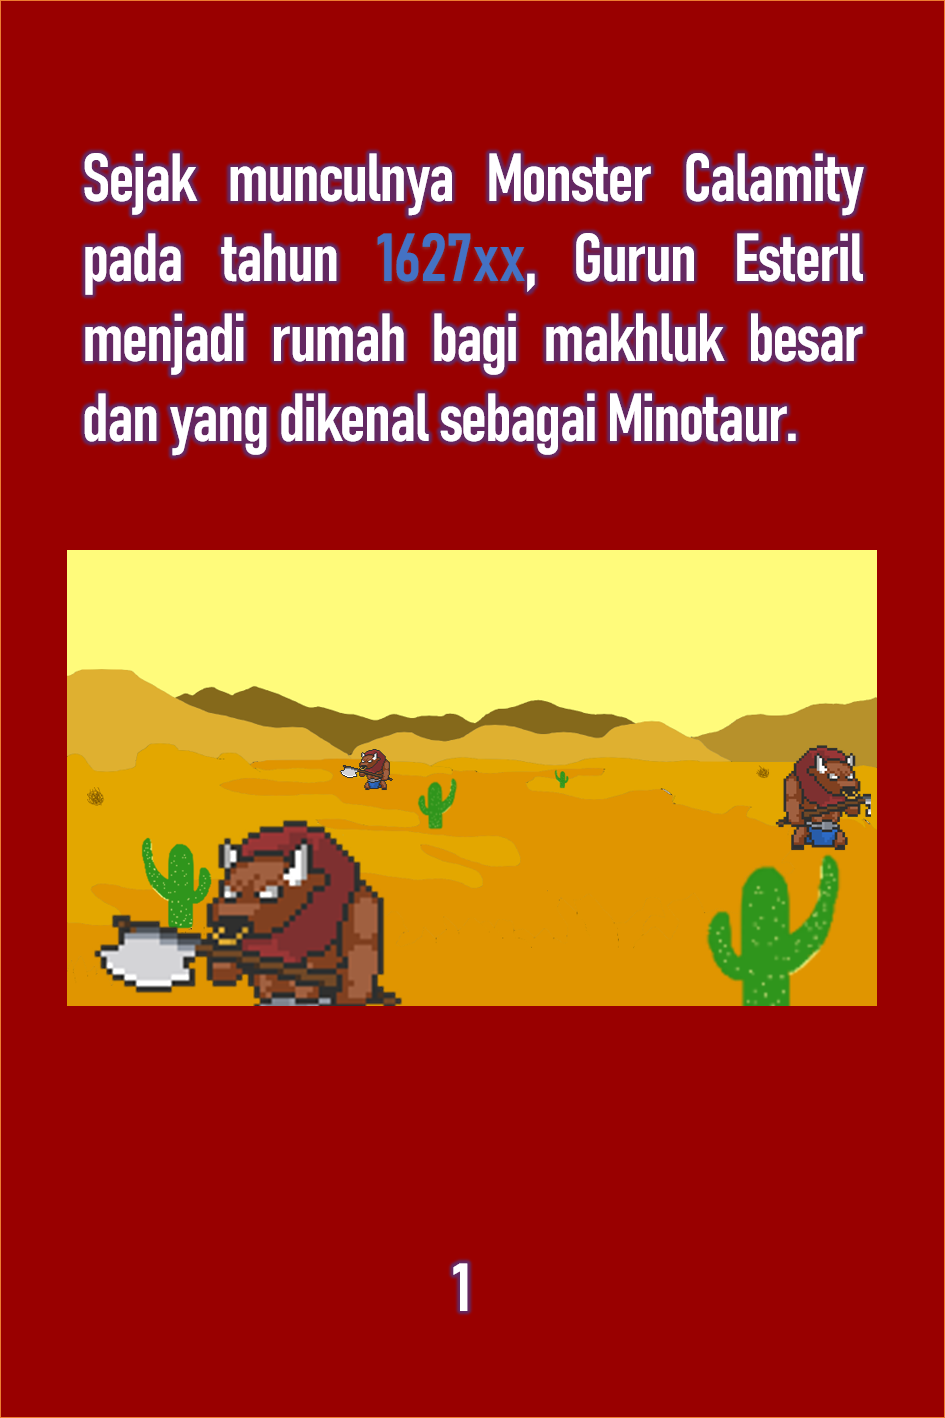 Sejak munculnya Monster Calamity
pada tahun 1627xx, Gurun Esteril
menjadi rumah bagi makhluk besar
dan yang dikenal sebagai Minotaur.
1